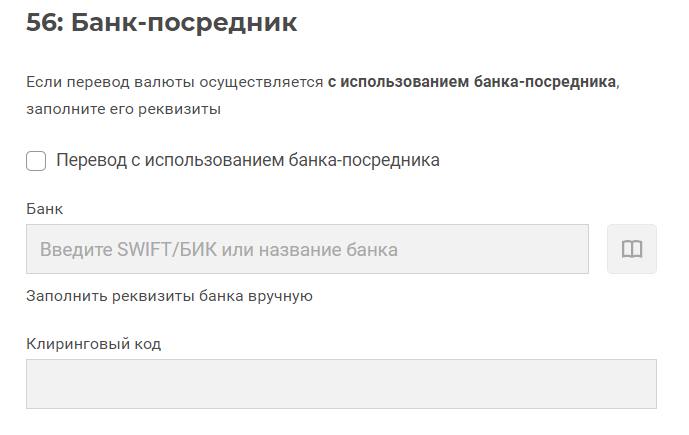 56: Банк-посредник
Если перевод валюты осуществляется с использованием банка-посредника,
заполните его реквизиты
Перевод с использованием банка-посредника
Банк
Введите SWIFT/БИК или название банка
Заполнить реквизиты банка вручную
Клиринговый код